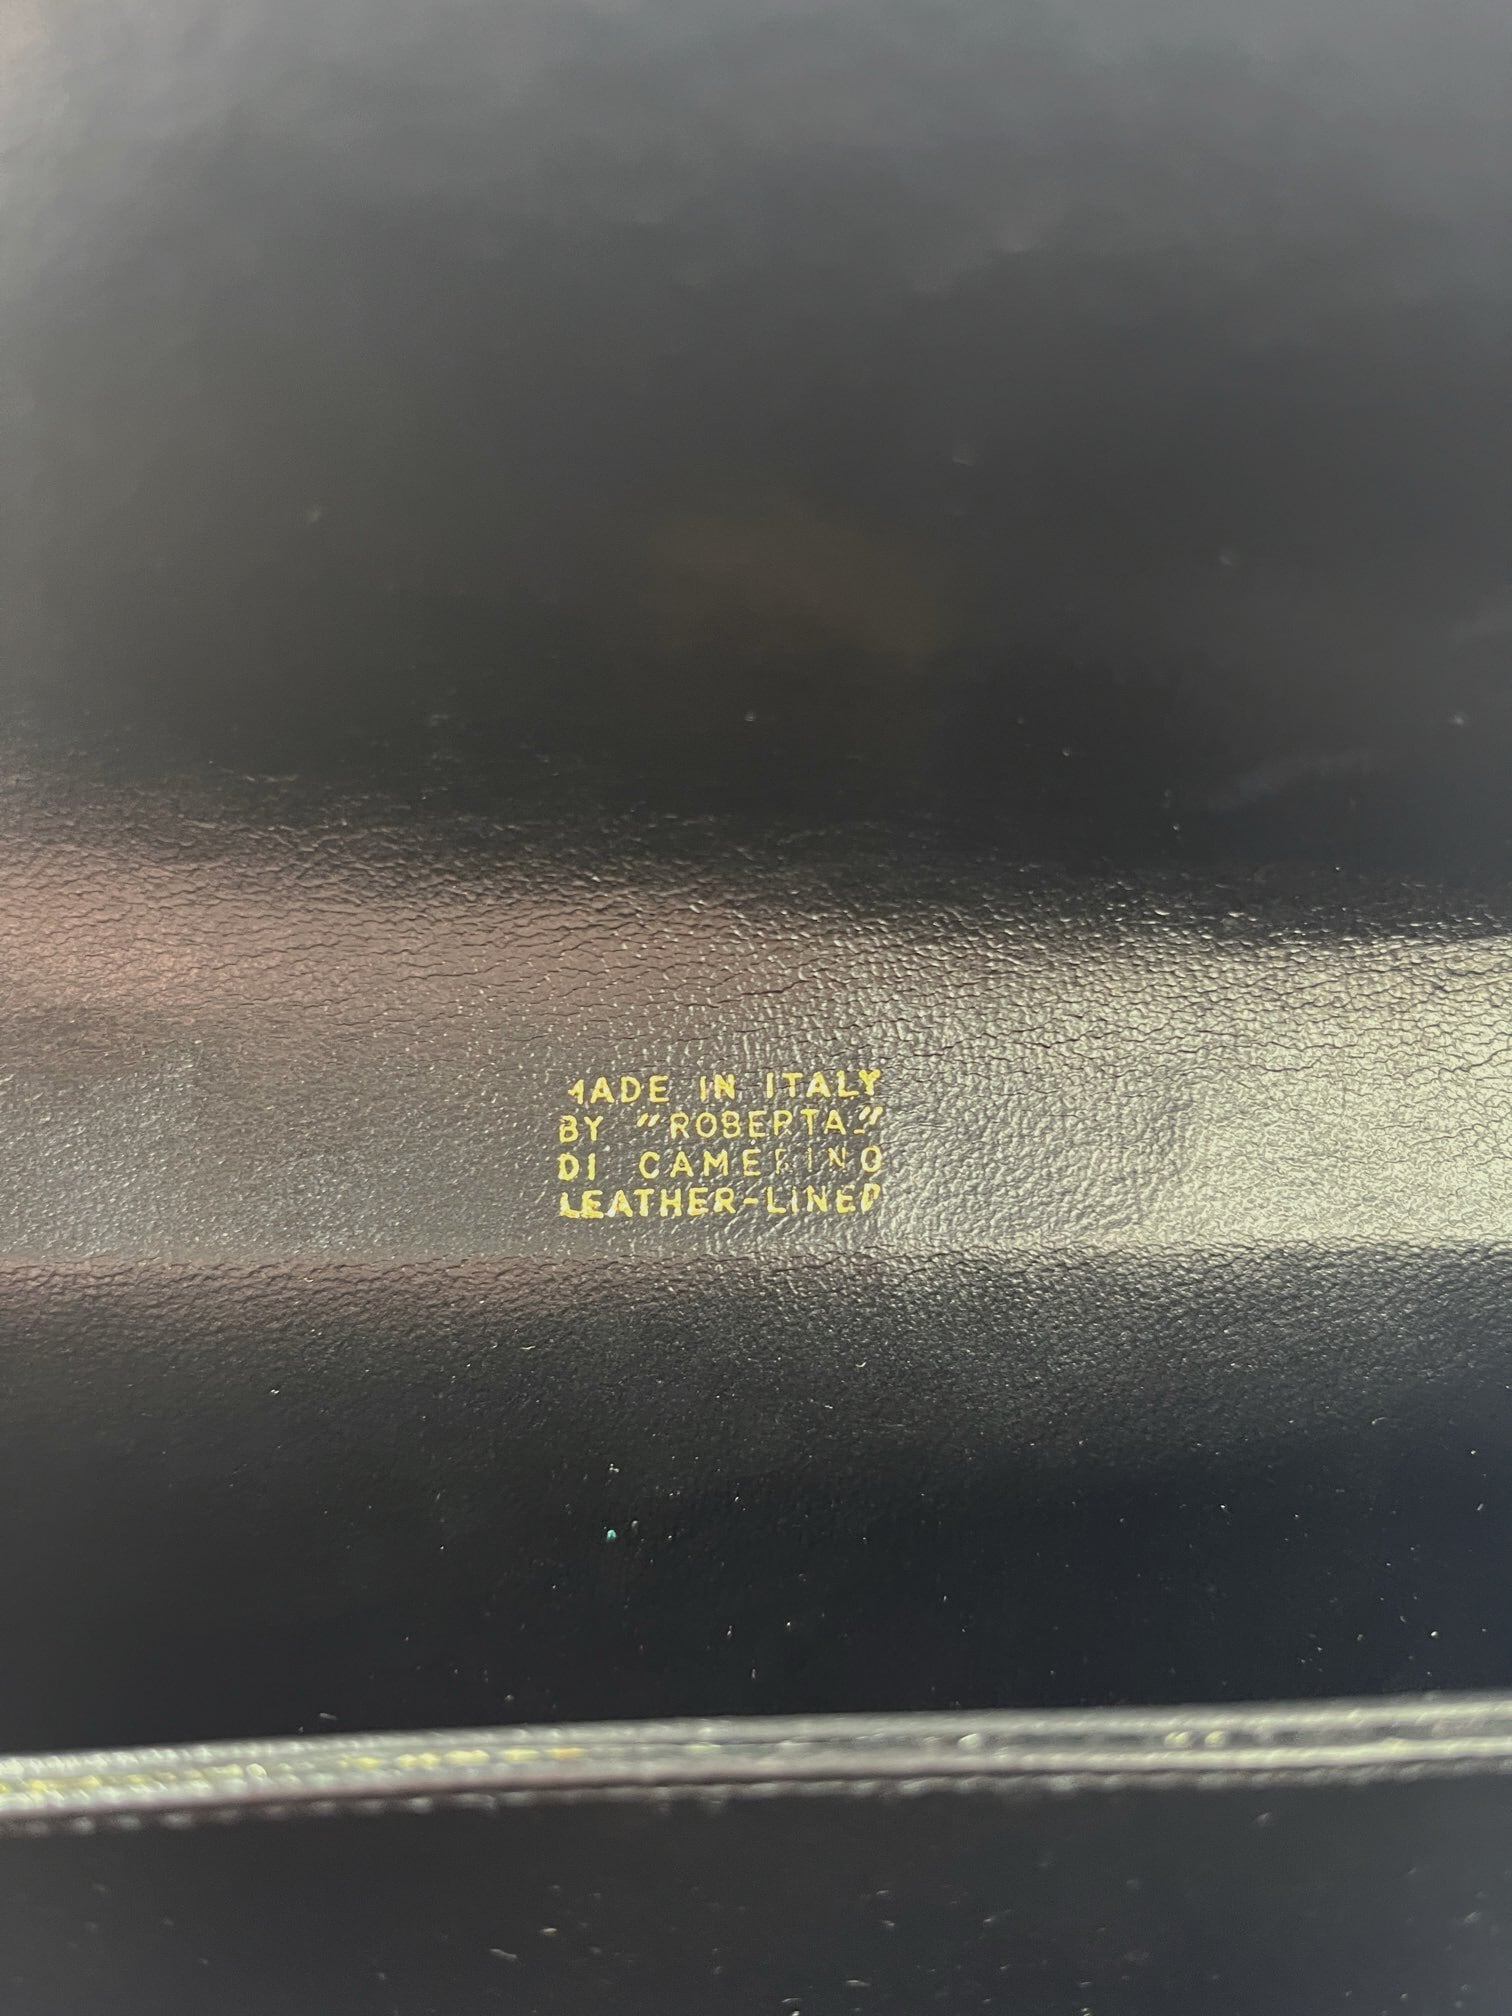 MADE IN ITALY
BY "ROBERTA"
DI CAMERINO
LEATHER-LINED